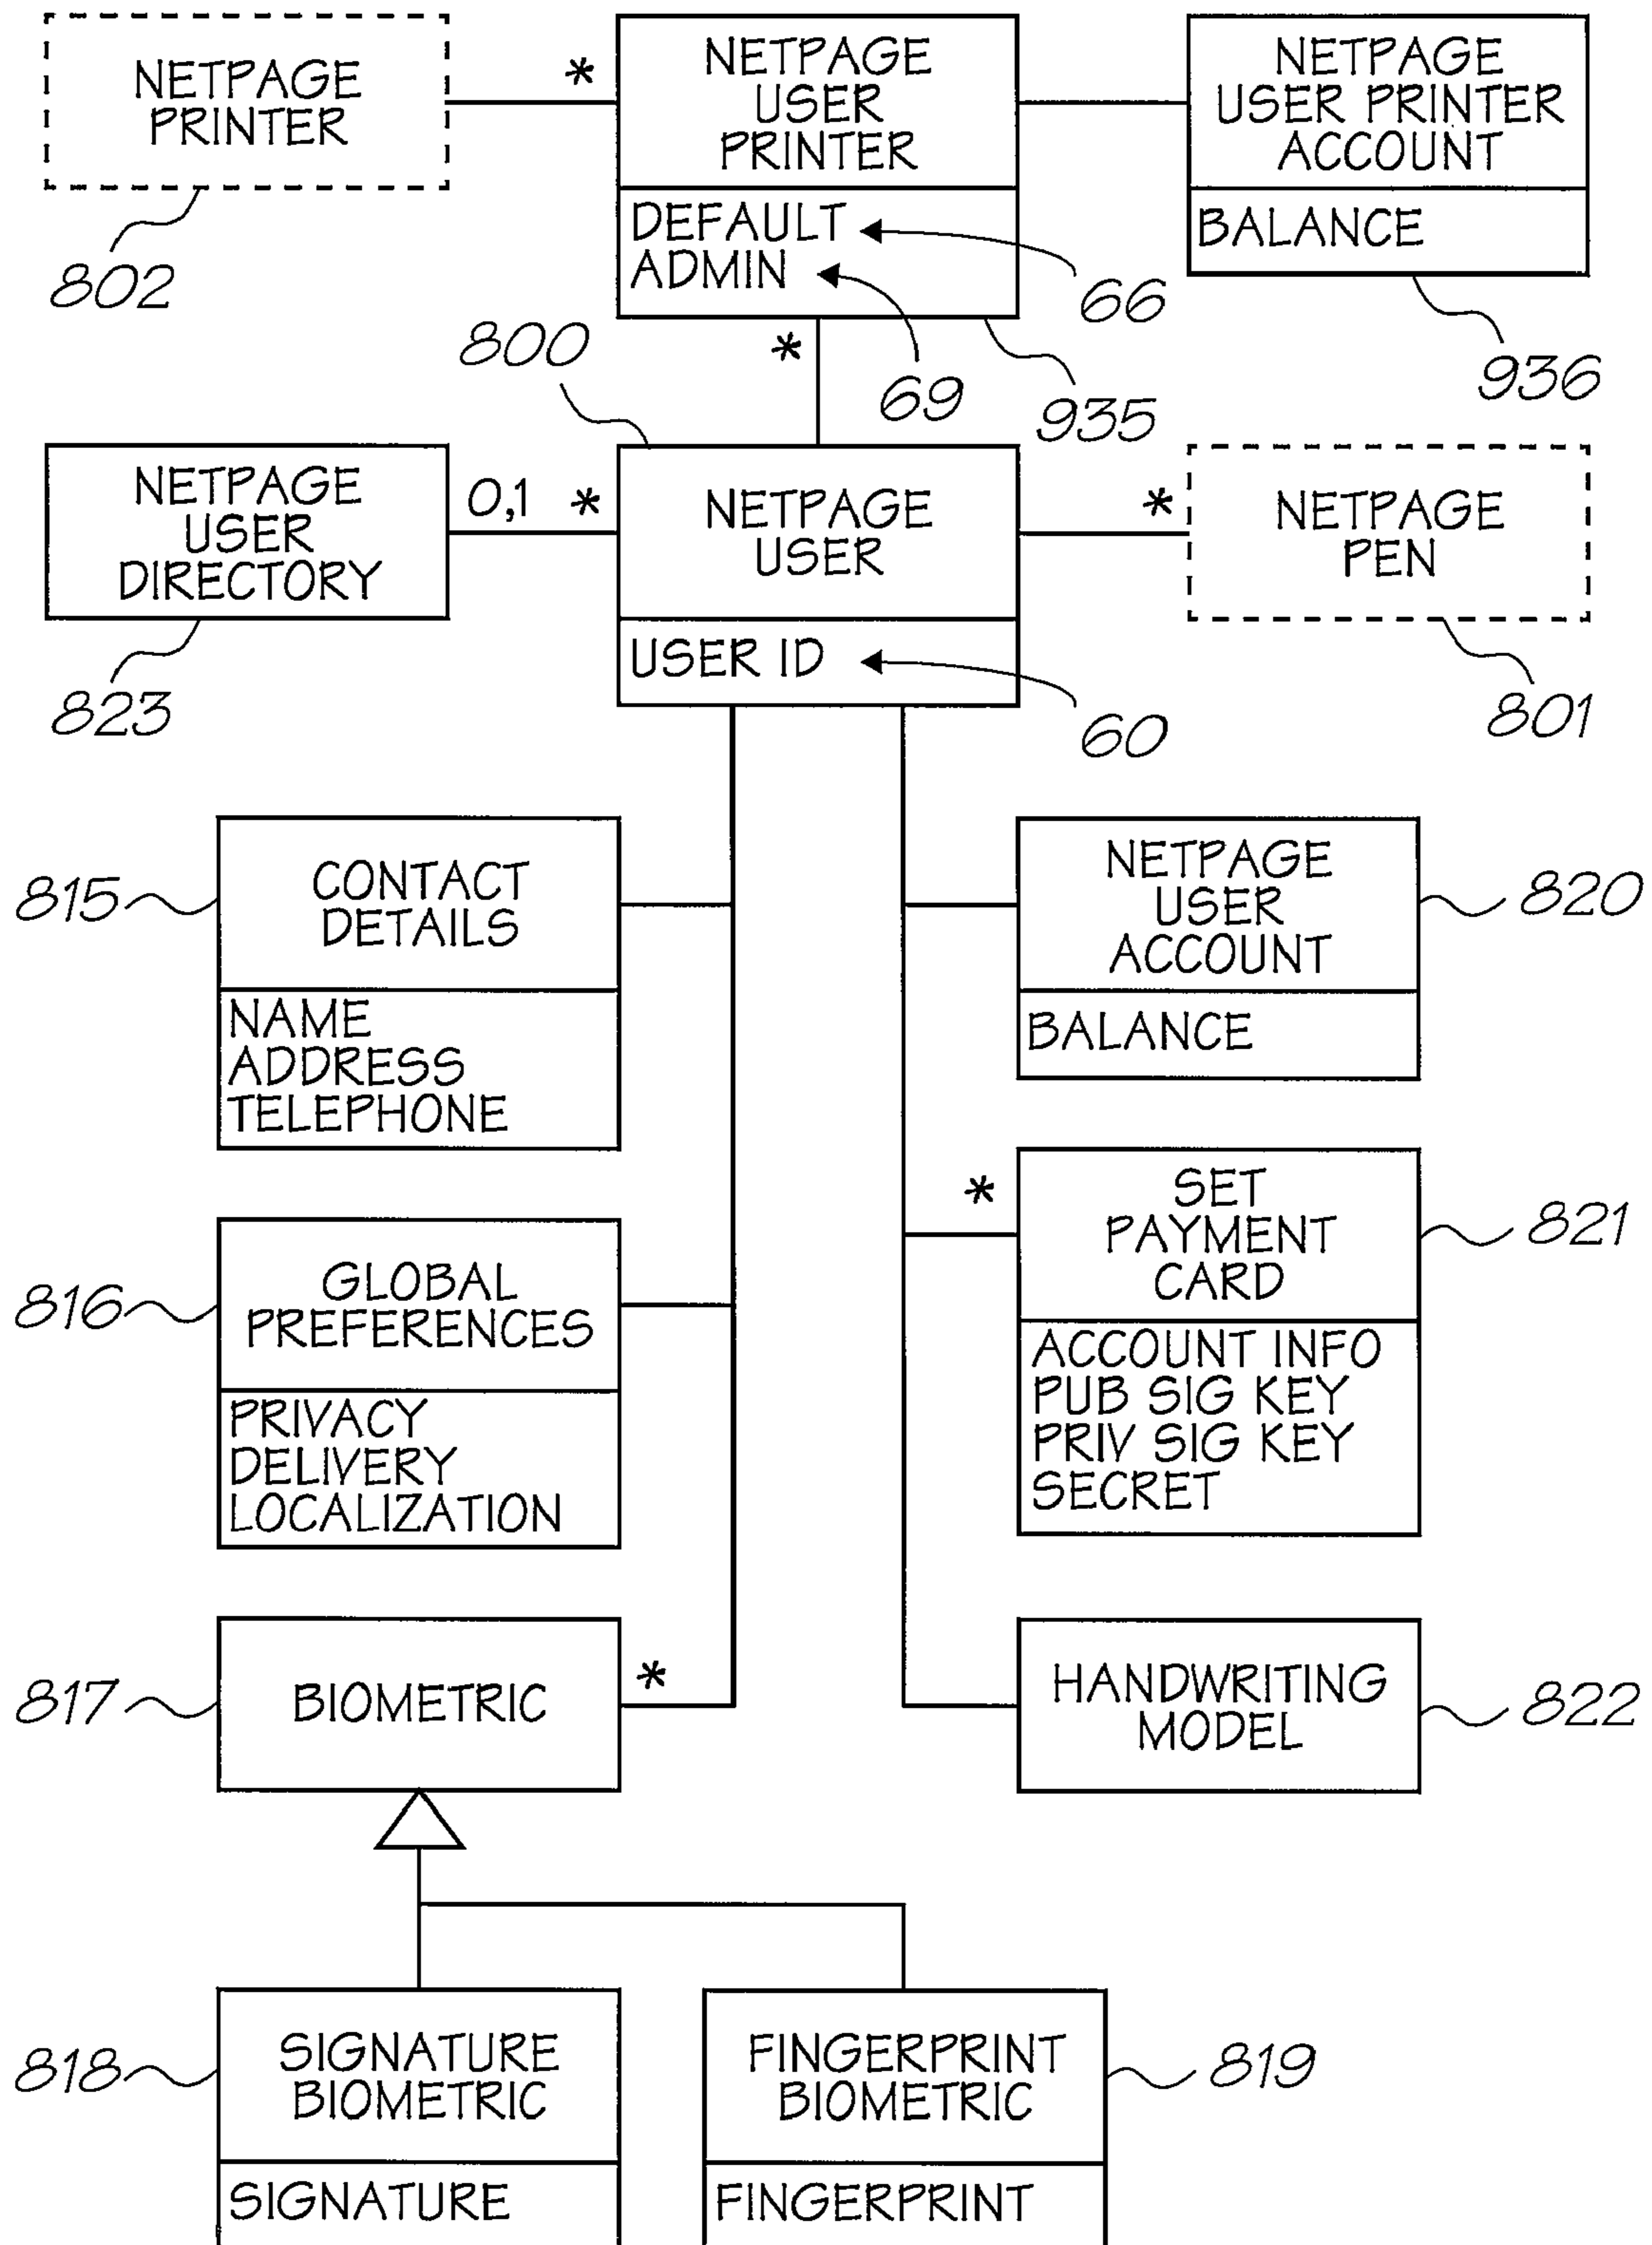 NETPAGE
PRINTER
802
*
NETPAGE
USER
PRINTER
DEFAULT
ADMIN
66
69
935
*
NETPAGE
USER PRINTER
ACCOUNT
BALANCE
936
800
NETPAGE
USER
DIRECTORY
823
0,1 *
NETPAGE
USER
USER ID
60
*
NETPAGE
PEN
801
815
CONTACT
DETAILS
NAME
ADDRESS
TELEPHONE
NETPAGE
USER
ACCOUNT
BALANCE
820
816
GLOBAL
PREFERENCES
PRIVACY
DELIVERY
LOCALIZATION
*
SET
PAYMENT
CARD
ACCOUNT INFO
PUB SIG KEY
PRIV SIG KEY
SECRET
821
817
BIOMETRIC
*
HANDWRITING
MODEL
822
818
SIGNATURE
BIOMETRIC
SIGNATURE
FINGERPRINT
BIOMETRIC
FINGERPRINT
819